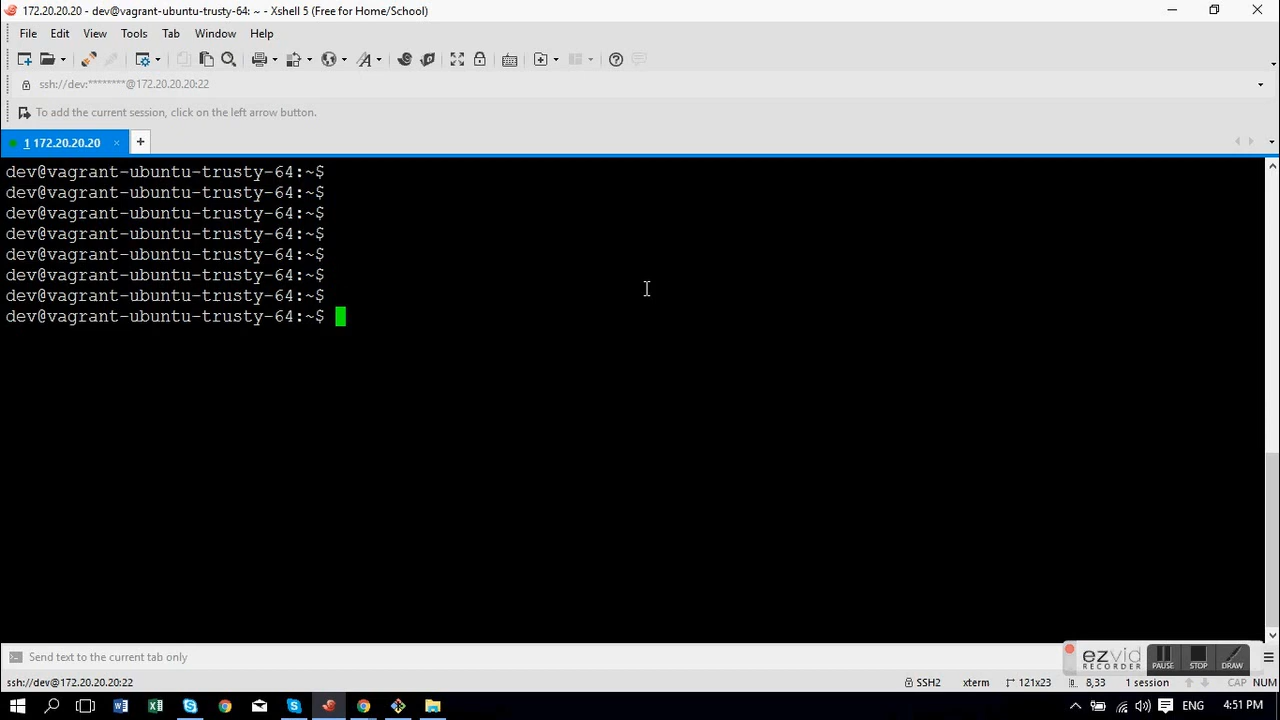 172.20.20.20 - dev@vagrant-ubuntu-trusty-64: ~ - Xshell 5 (Free for Home/School)
File Edit View Tools Tab Window Help
ssh://dev:********@172.20.20.20:22
To add the current session, click on the left arrow button.
1 172.20.20.20 × +
dev@vagrant-ubuntu-trusty-64:~$
dev@vagrant-ubuntu-trusty-64:~$
dev@vagrant-ubuntu-trusty-64:~$
dev@vagrant-ubuntu-trusty-64:~$
dev@vagrant-ubuntu-trusty-64:~$
dev@vagrant-ubuntu-trusty-64:~$
dev@vagrant-ubuntu-trusty-64:~$
dev@vagrant-ubuntu-trusty-64:~$
Send text to the current tab only
ezvid RECORDER PAUSE STOP DRAW
ssh://dev@172.20.20.20:22 SSH2 xterm 121x23 8,33 1 session CAP NUM
ENG 4:51 PM